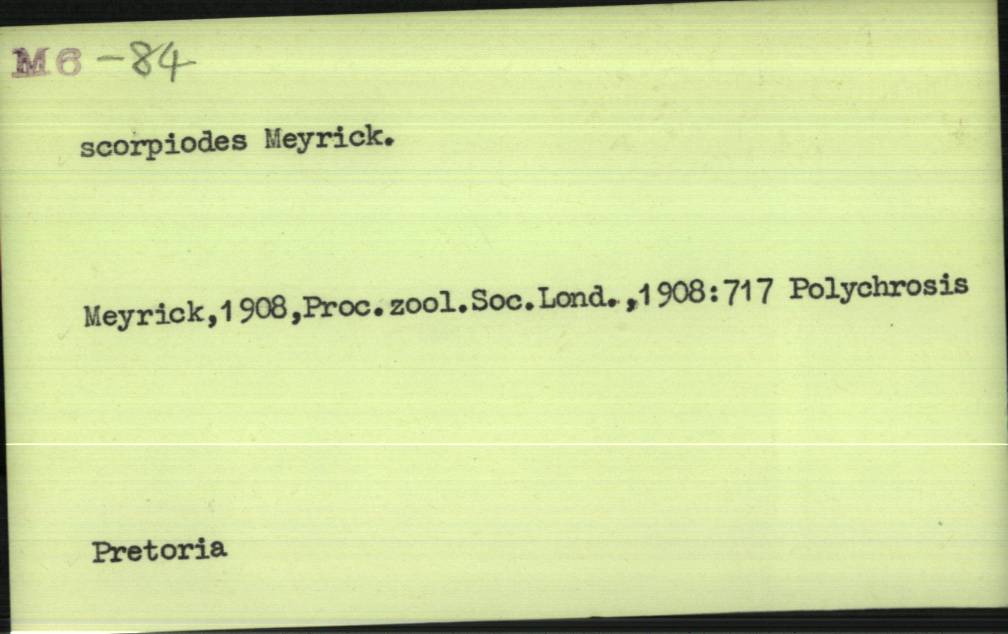 M6 -84
scorpiodes Meyrick.
Meyrick,1908,Proc.zool.Soc.Lond.,1908:717 Polychrosis
Pretoria